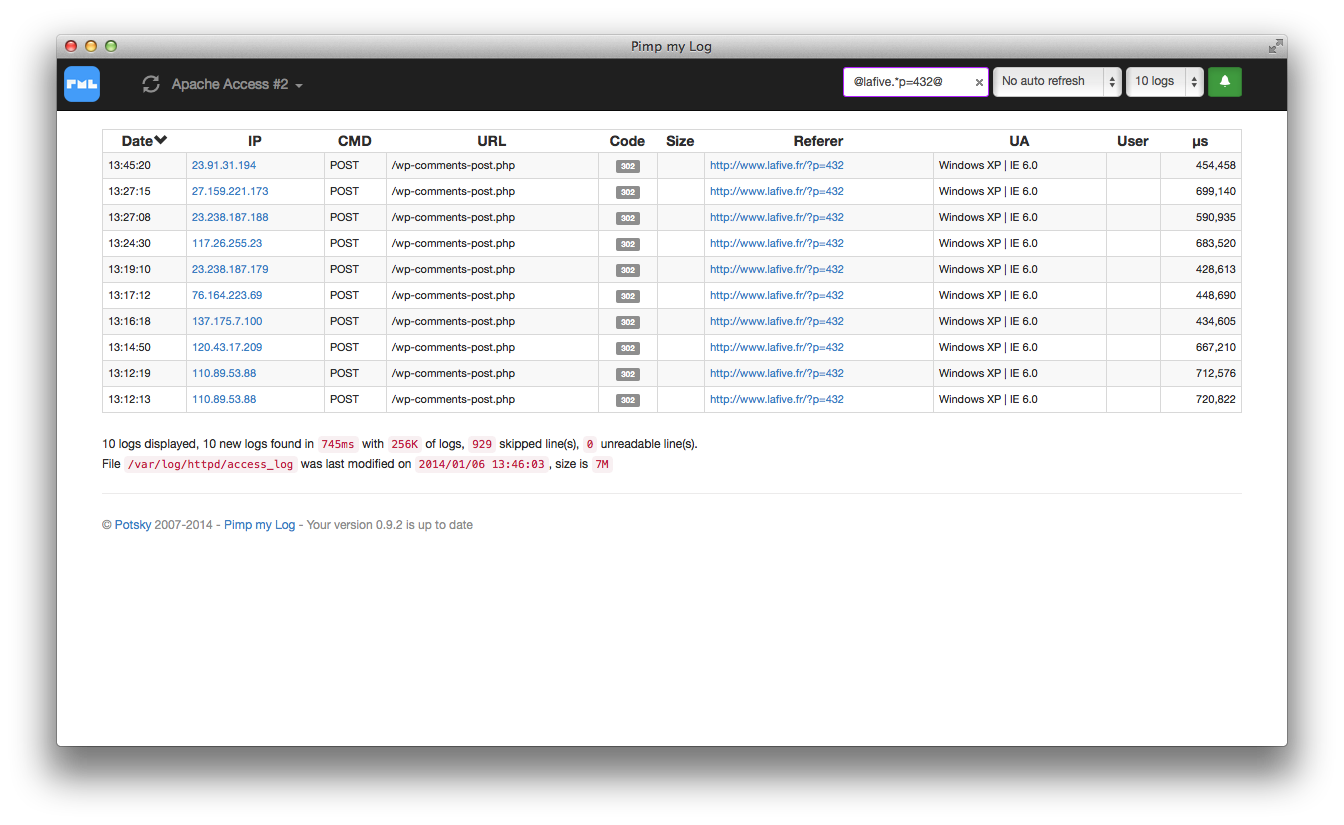 Pimp my Log
PML Apache Access #2 @lafive.*p=432@ × No auto refresh 10 logs
Date IP CMD URL Code Size Referer UA User µs
13:45:20 23.91.31.194 POST /wp-comments-post.php 302 http://www.lafive.fr/?p=432 Windows XP | IE 6.0 454,458
13:27:15 27.159.221.173 POST /wp-comments-post.php 302 http://www.lafive.fr/?p=432 Windows XP | IE 6.0 699,140
13:27:08 23.238.187.188 POST /wp-comments-post.php 302 http://www.lafive.fr/?p=432 Windows XP | IE 6.0 590,935
13:24:30 117.26.255.23 POST /wp-comments-post.php 302 http://www.lafive.fr/?p=432 Windows XP | IE 6.0 683,520
13:19:10 23.238.187.179 POST /wp-comments-post.php 302 http://www.lafive.fr/?p=432 Windows XP | IE 6.0 428,613
13:17:12 76.164.223.69 POST /wp-comments-post.php 302 http://www.lafive.fr/?p=432 Windows XP | IE 6.0 448,690
13:16:18 137.175.7.100 POST /wp-comments-post.php 302 http://www.lafive.fr/?p=432 Windows XP | IE 6.0 434,605
13:14:50 120.43.17.209 POST /wp-comments-post.php 302 http://www.lafive.fr/?p=432 Windows XP | IE 6.0 667,210
13:12:19 110.89.53.88 POST /wp-comments-post.php 302 http://www.lafive.fr/?p=432 Windows XP | IE 6.0 712,576
13:12:13 110.89.53.88 POST /wp-comments-post.php 302 http://www.lafive.fr/?p=432 Windows XP | IE 6.0 720,822
10 logs displayed, 10 new logs found in 745ms with 256K of logs, 929 skipped line(s), 0 unreadable line(s).
File /var/log/httpd/access_log was last modified on 2014/01/06 13:46:03, size is 7M
© Potsky 2007-2014 - Pimp my Log - Your version 0.9.2 is up to date